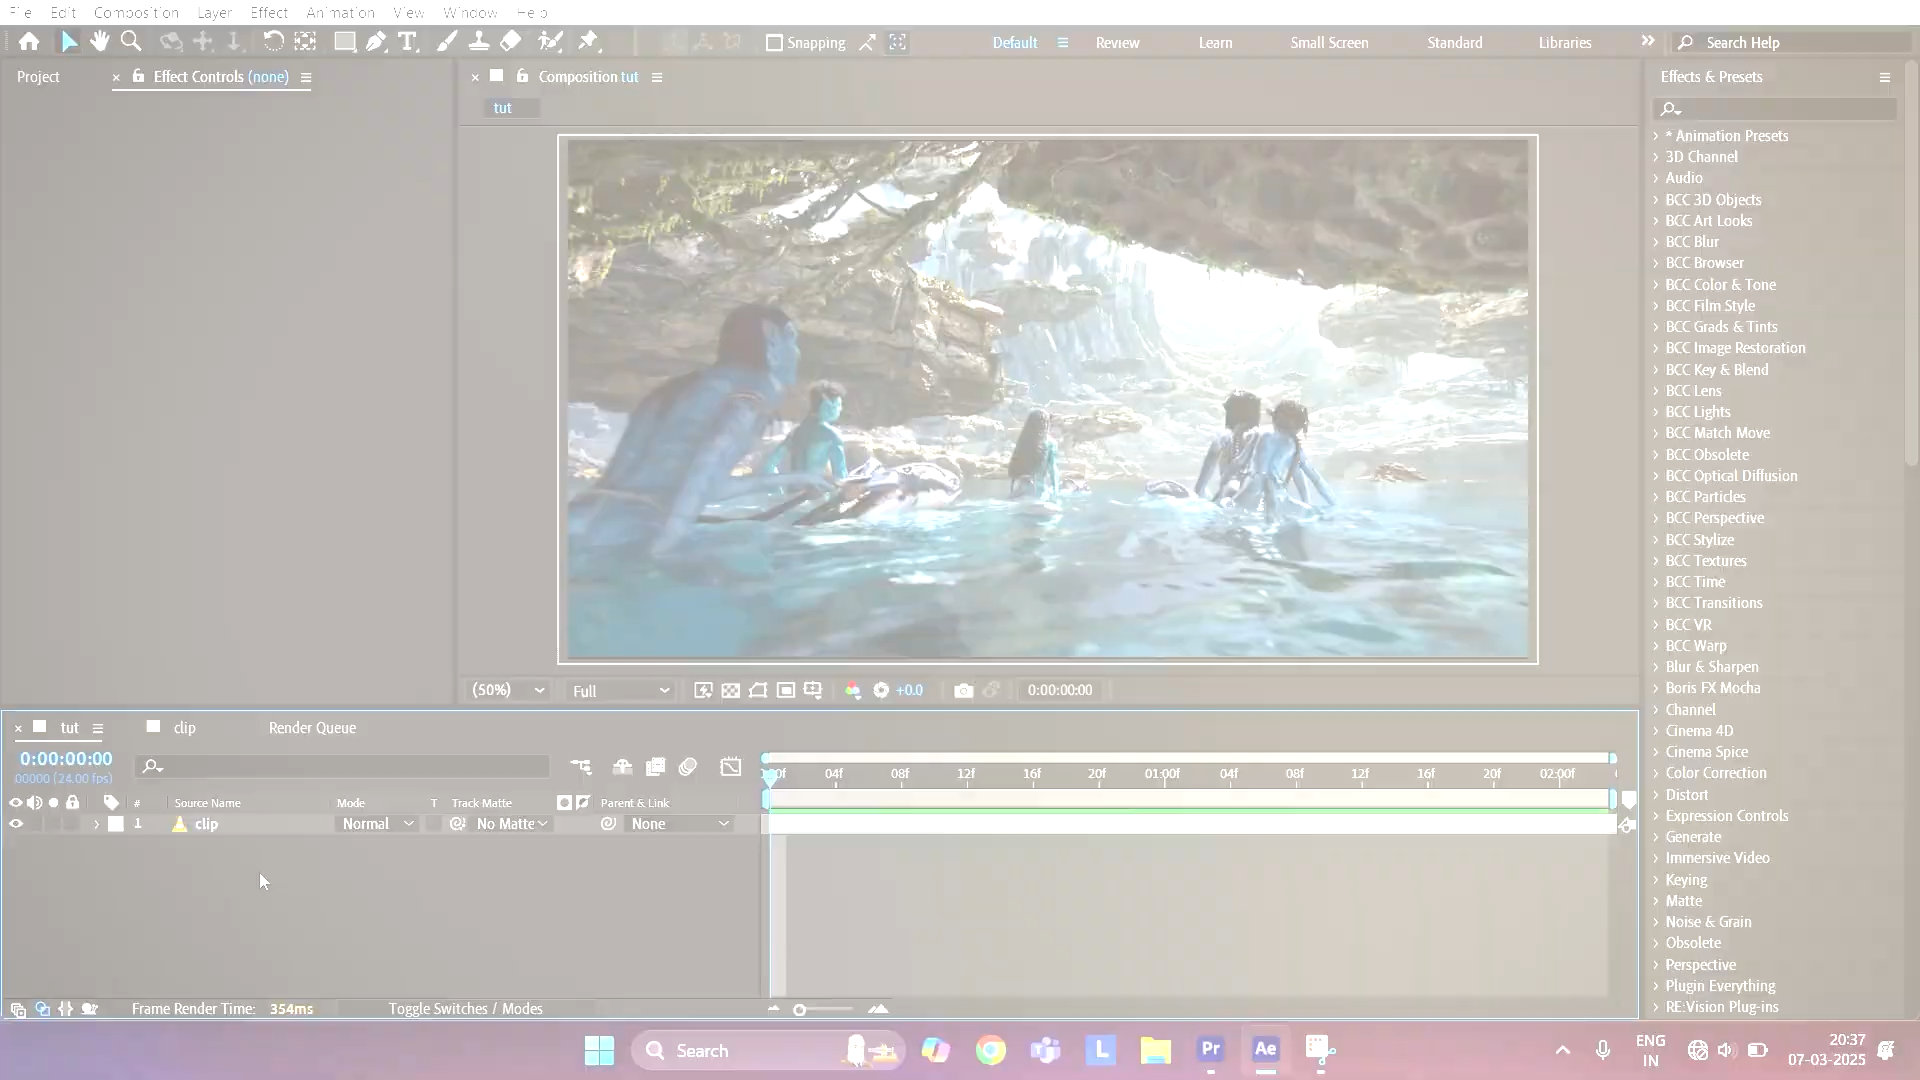 File Edit Composition Layer Effect Animation View Window Help
Snapping Default Review Learn Small Screen Standard Libraries Search Help
Project Effect Controls (none) Composition tut Effects & Presets
tut
* Animation Presets
3D Channel
Audio
BCC 3D Objects
BCC Art Looks
BCC Blur
BCC Browser
BCC Color & Tone
BCC Film Style
BCC Grads & Tints
BCC Image Restoration
BCC Key & Blend
BCC Lens
BCC Lights
BCC Match Move
BCC Obsolete
BCC Optical Diffusion
BCC Particles
BCC Perspective
BCC Stylize
BCC Textures
BCC Time
BCC Transitions
BCC VR
BCC Warp
Blur & Sharpen
Boris FX Mocha
Channel
Cinema 4D
Cinema Spice
Color Correction
Distort
Expression Controls
Generate
Immersive Video
Keying
Matte
Noise & Grain
Obsolete
Perspective
Plugin Everything
RE:Vision Plug-ins
(50%) Full +0.0 0:00:00:00
tut clip Render Queue
0:00:00:00
00000 (24.00 fps)
04f 08f 12f 16f 20f 01:00f 04f 08f 12f 16f 20f 02:00f
# Source Name Mode T Track Matte Parent & Link
1 clip Normal No Matte None
Frame Render Time: 354ms Toggle Switches / Modes
Search L Pr Ae
ENG
IN
20:37
07-03-2025